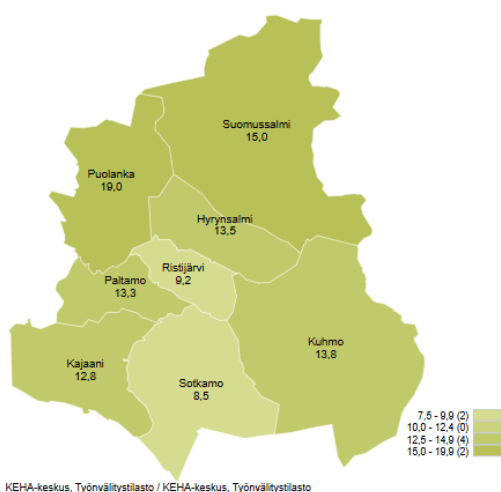 Suomussalmi
15,0
Puolanka
19,0
Hyrynsalmi
13,5
Ristijärvi
9,2
Paltamo
13,3
Kuhmo
13,8
Kajaani
12,8
Sotkamo
8,5
7,5 - 9,9 (2)
10,0 - 12,4 (0)
12,5 - 14,9 (4)
15,0 - 19,9 (2)
KEHA-keskus, Työnvälitystilasto / KEHA-keskus, Työnvälitystilasto